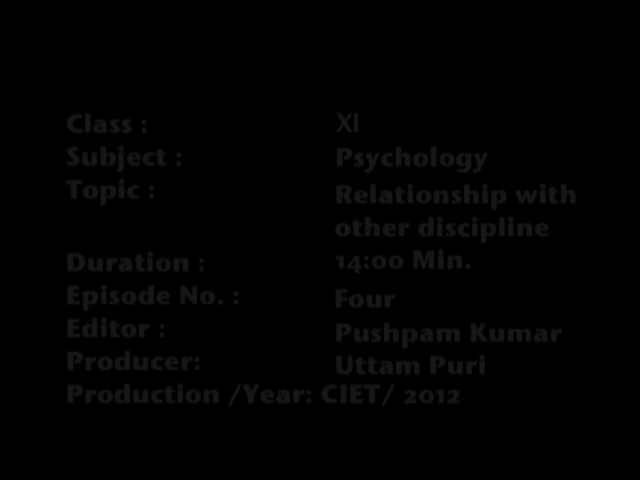 Class : XI
Subject : Psychology
Topic : Relationship with
other discipline
Duration : 14:00 Min.
Episode No. : Four
Editor : Pushpam Kumar
Producer: Uttam Puri
Production /Year: CIET/ 2012